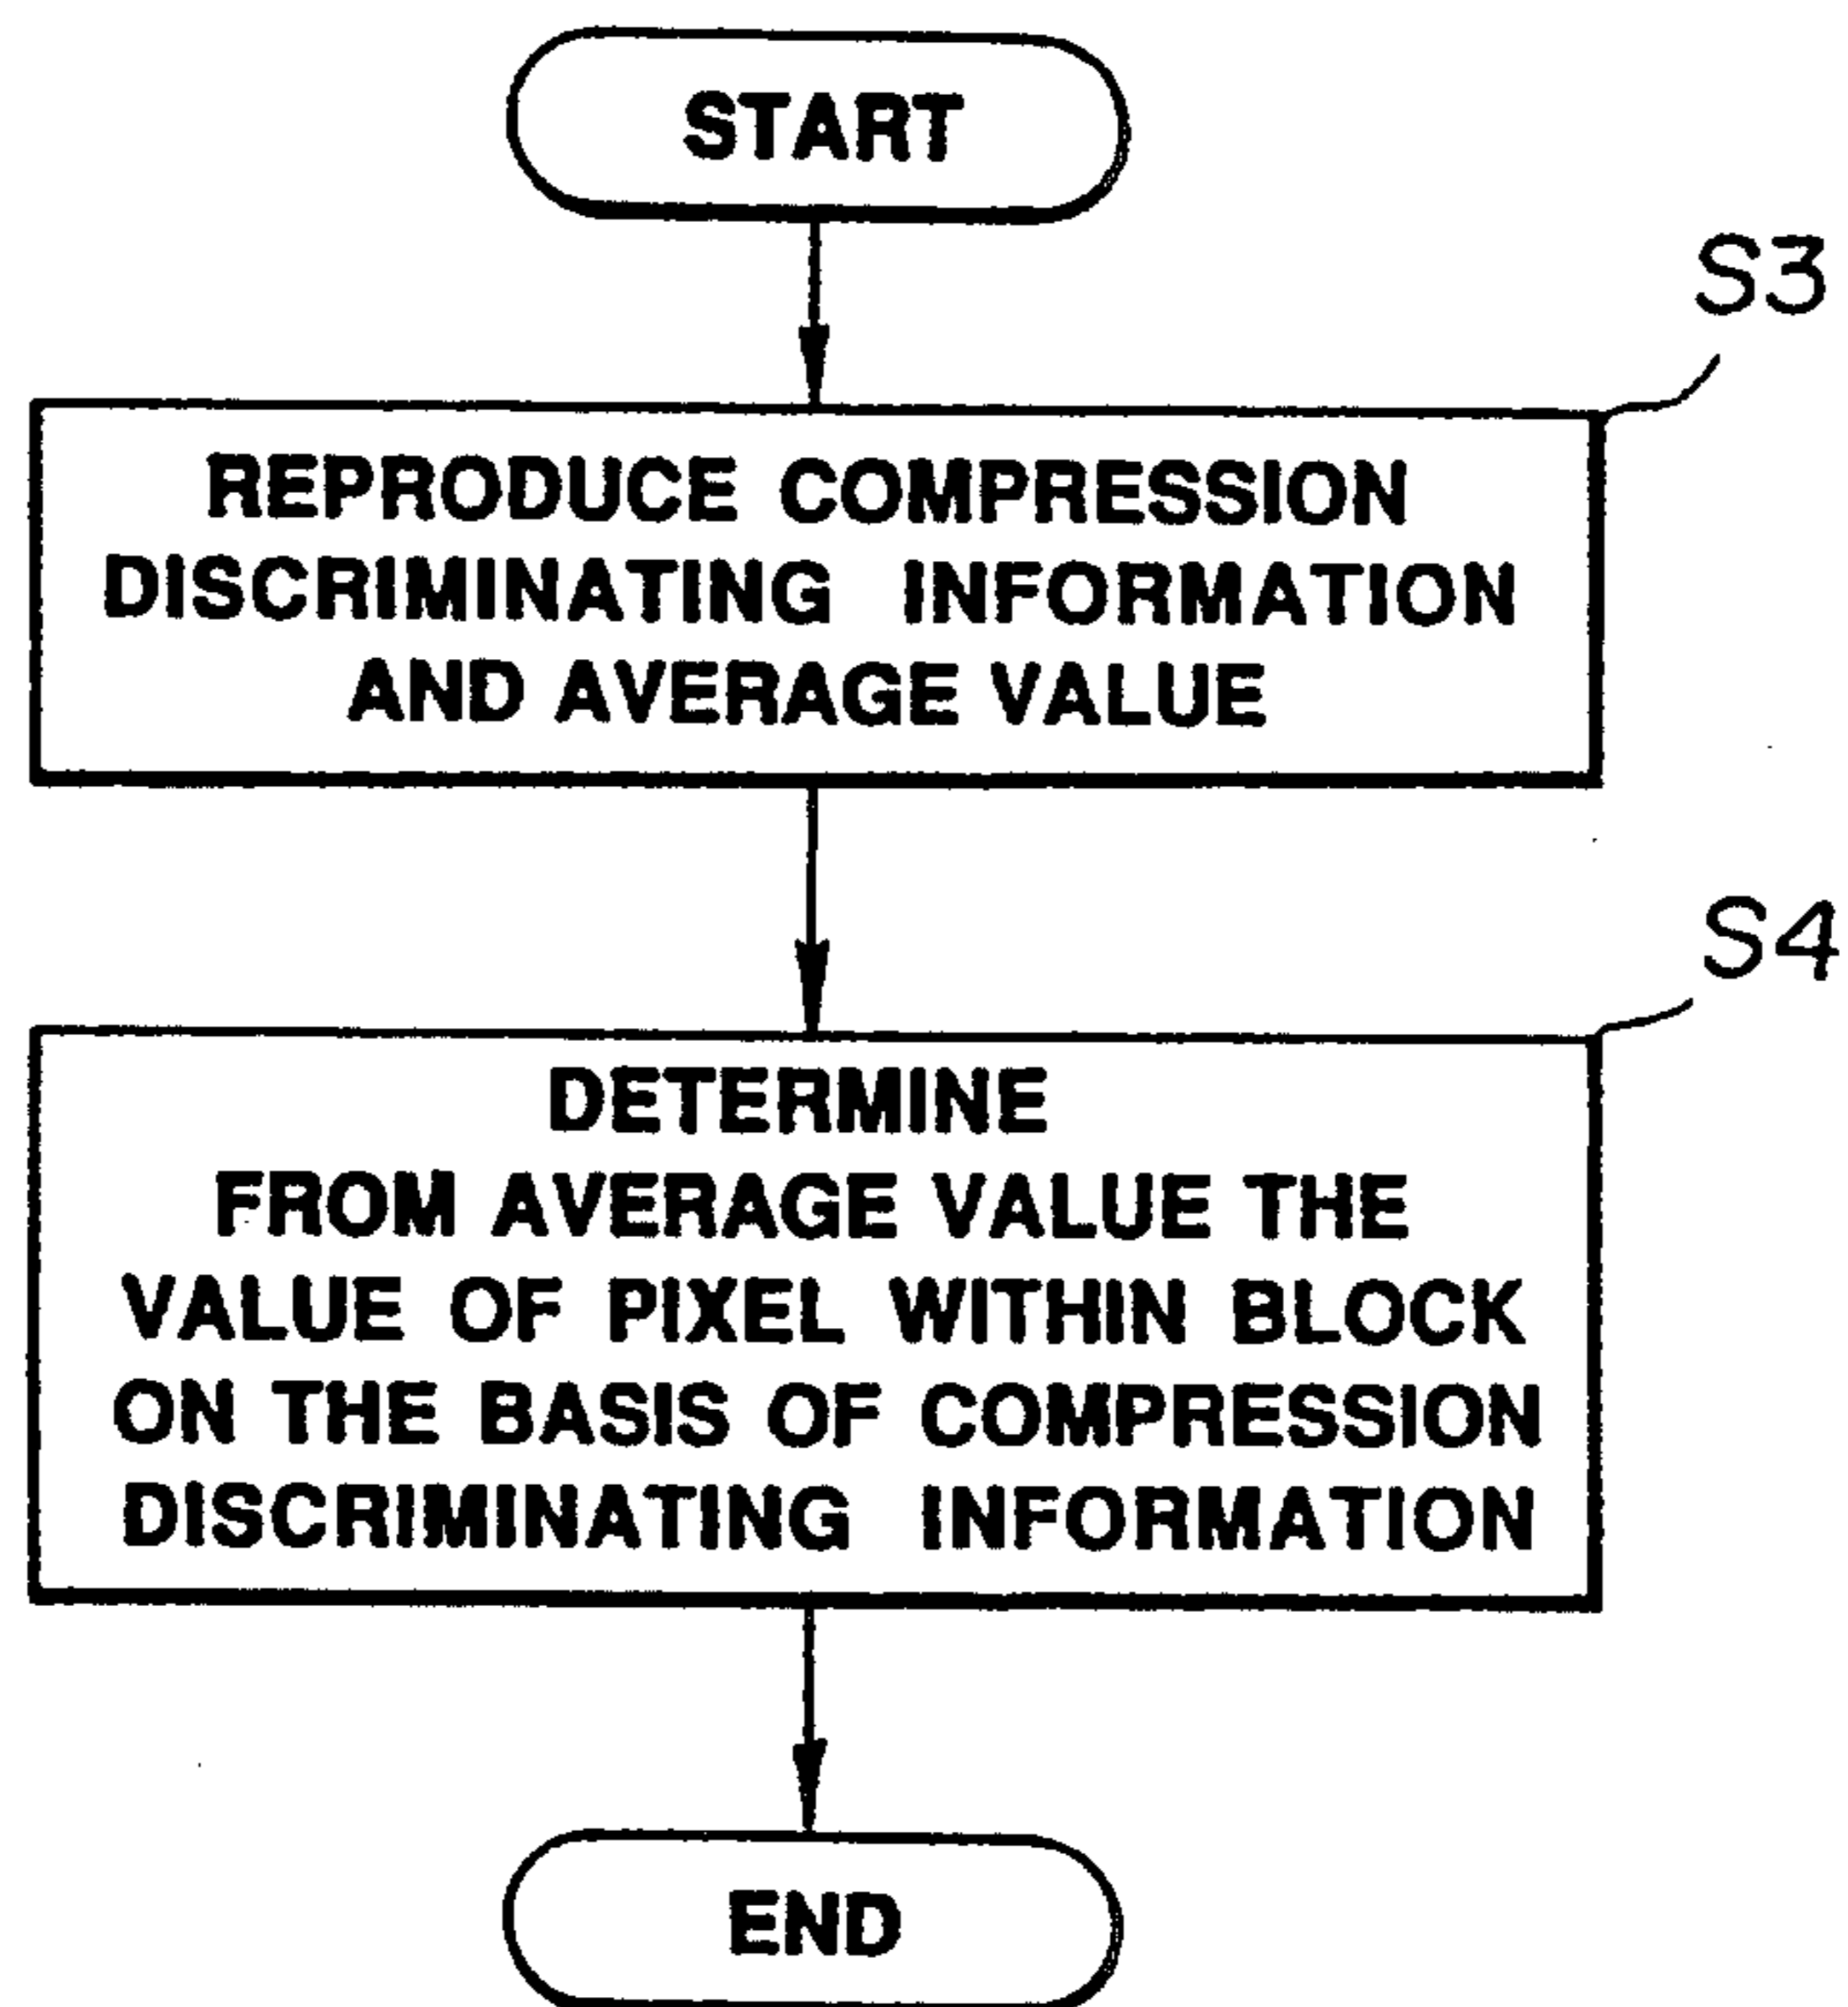 START
S3
REPRODUCE COMPRESSION
DISCRIMINATING INFORMATION
AND AVERAGE VALUE
S4
DETERMINE
FROM AVERAGE VALUE THE
VALUE OF PIXEL WITHIN BLOCK
ON THE BASIS OF COMPRESSION
DISCRIMINATING INFORMATION
END